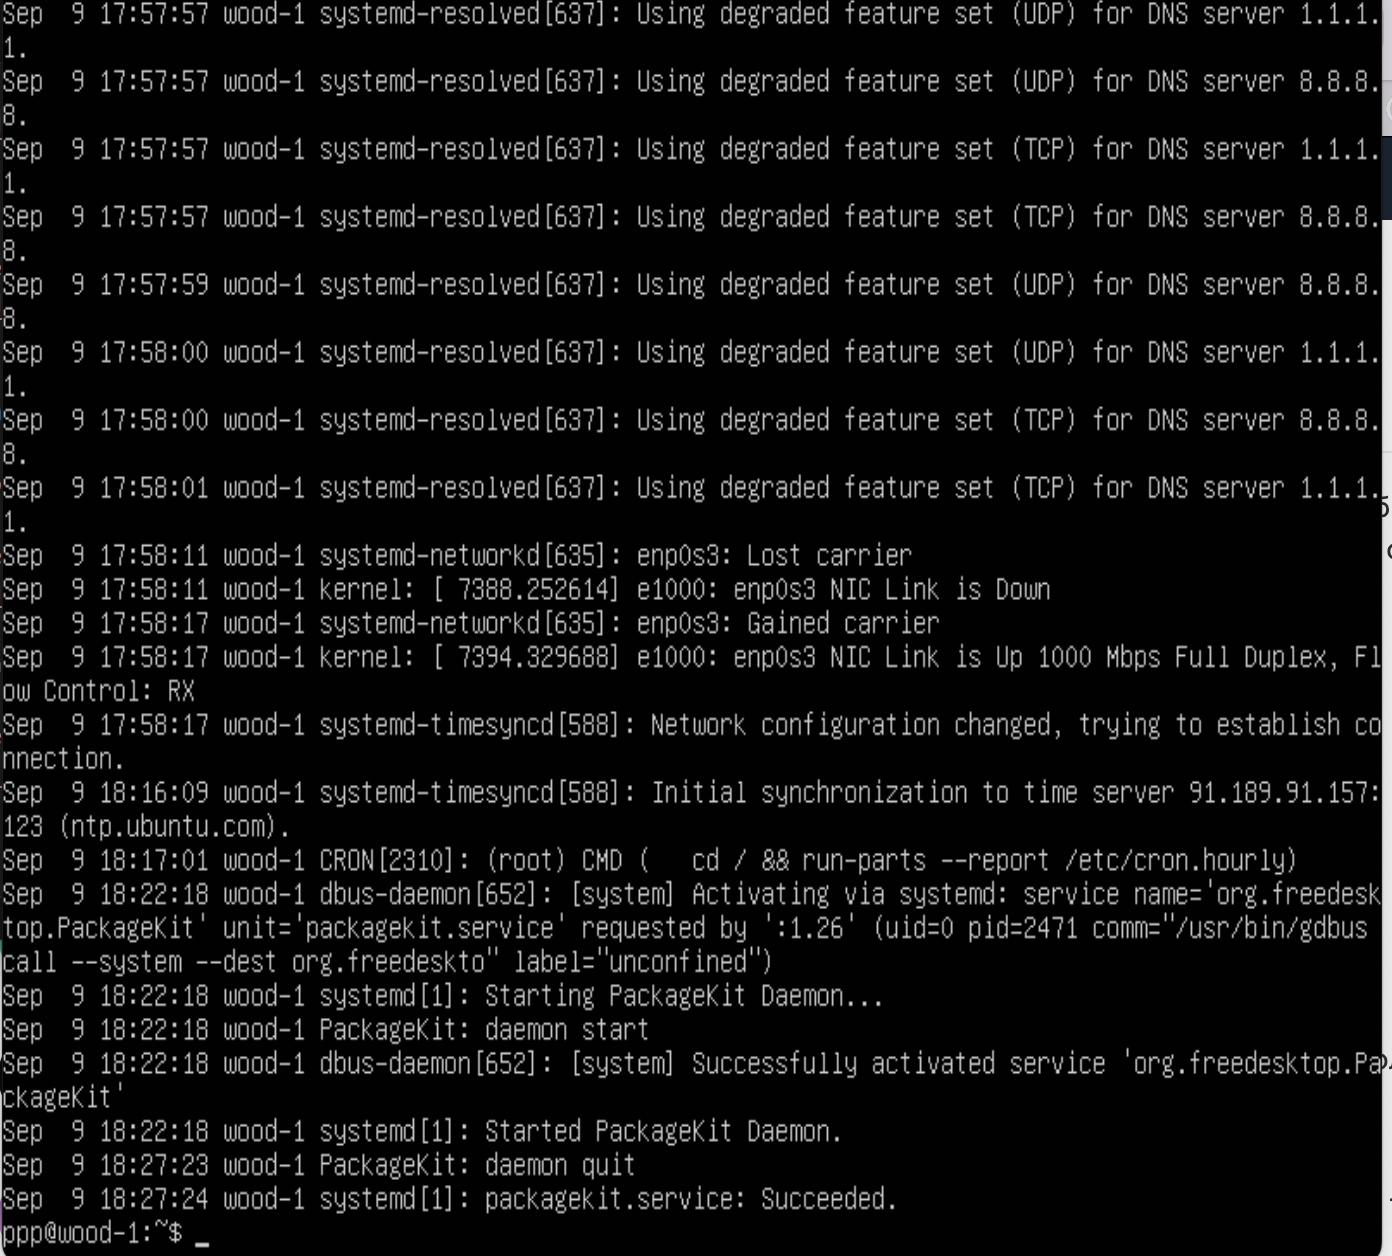 Sep  9 17:57:57 wood-1 systemd-resolved[637]: Using degraded feature set (UDP) for DNS server 1.1.1.
1.
Sep  9 17:57:57 wood-1 systemd-resolved[637]: Using degraded feature set (UDP) for DNS server 8.8.8.
8.
Sep  9 17:57:57 wood-1 systemd-resolved[637]: Using degraded feature set (TCP) for DNS server 1.1.1.
1.
Sep  9 17:57:57 wood-1 systemd-resolved[637]: Using degraded feature set (TCP) for DNS server 8.8.8.
8.
Sep  9 17:57:59 wood-1 systemd-resolved[637]: Using degraded feature set (UDP) for DNS server 8.8.8.
8.
Sep  9 17:58:00 wood-1 systemd-resolved[637]: Using degraded feature set (UDP) for DNS server 1.1.1.
1.
Sep  9 17:58:00 wood-1 systemd-resolved[637]: Using degraded feature set (TCP) for DNS server 8.8.8.
8.
Sep  9 17:58:01 wood-1 systemd-resolved[637]: Using degraded feature set (TCP) for DNS server 1.1.1.
1.
Sep  9 17:58:11 wood-1 systemd-networkd[635]: enp0s3: Lost carrier
Sep  9 17:58:11 wood-1 kernel: [ 7388.252614] e1000: enp0s3 NIC Link is Down
Sep  9 17:58:17 wood-1 systemd-networkd[635]: enp0s3: Gained carrier
Sep  9 17:58:17 wood-1 kernel: [ 7394.329688] e1000: enp0s3 NIC Link is Up 1000 Mbps Full Duplex, Fl
ow Control: RX
Sep  9 17:58:17 wood-1 systemd-timesyncd[588]: Network configuration changed, trying to establish co
nnection.
Sep  9 18:16:09 wood-1 systemd-timesyncd[588]: Initial synchronization to time server 91.189.91.157:
123 (ntp.ubuntu.com).
Sep  9 18:17:01 wood-1 CRON[2310]: (root) CMD (   cd / && run-parts --report /etc/cron.hourly)
Sep  9 18:22:18 wood-1 dbus-daemon[652]: [system] Activating via systemd: service name='org.freedesk
top.PackageKit' unit='packagekit.service' requested by ':1.26' (uid=0 pid=2471 comm="/usr/bin/gdbus
call --system --dest org.freedeskto" label="unconfined")
Sep  9 18:22:18 wood-1 systemd[1]: Starting PackageKit Daemon...
Sep  9 18:22:18 wood-1 PackageKit: daemon start
Sep  9 18:22:18 wood-1 dbus-daemon[652]: [system] Successfully activated service 'org.freedesktop.Pa
ckageKit'
Sep  9 18:22:18 wood-1 systemd[1]: Started PackageKit Daemon.
Sep  9 18:27:23 wood-1 PackageKit: daemon quit
Sep  9 18:27:24 wood-1 systemd[1]: packagekit.service: Succeeded.
ppp@wood-1:~$ _